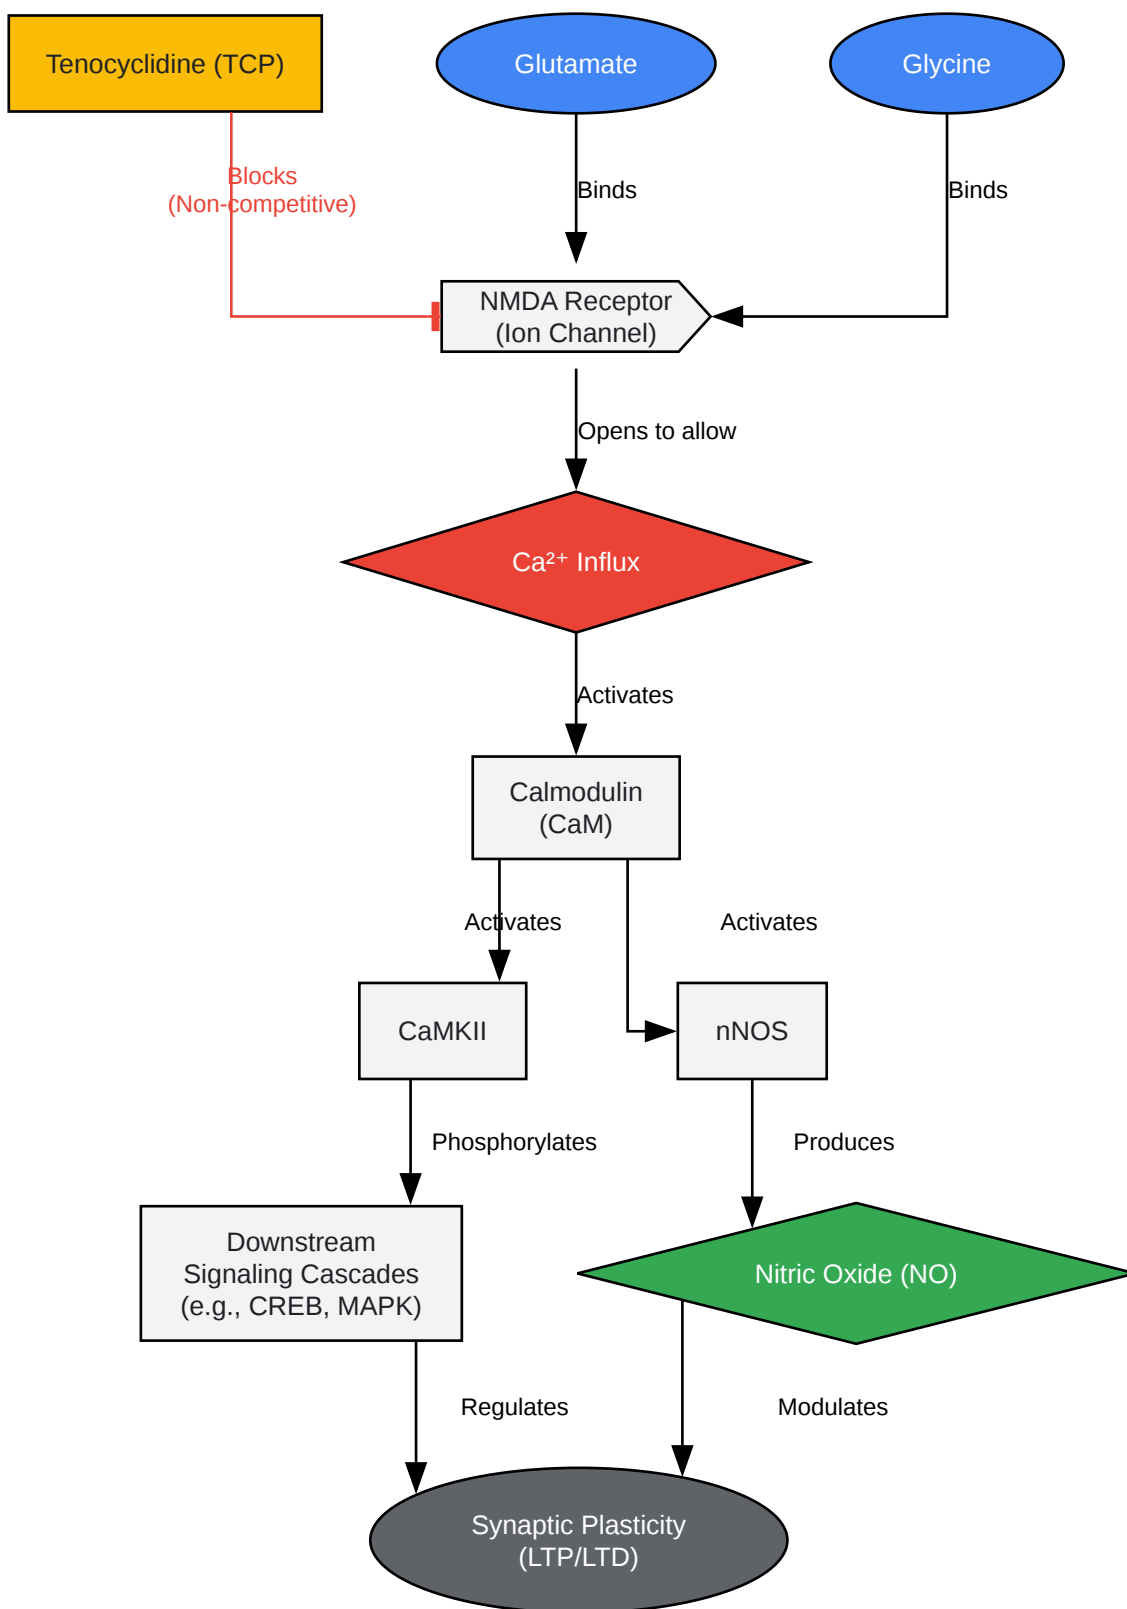 Tenocyclidine (TCP)
Glutamate
Glycine
Blocks
(Non-competitive)
Binds
Binds
NMDA Receptor
(Ion Channel)
Opens to allow
Ca²⁺ Influx
Activates
Calmodulin
(CaM)
Activates
Activates
CaMKII
nNOS
Phosphorylates
Produces
Downstream
Signaling Cascades
(e.g., CREB, MAPK)
Nitric Oxide (NO)
Regulates
Modulates
Synaptic Plasticity
(LTP/LTD)